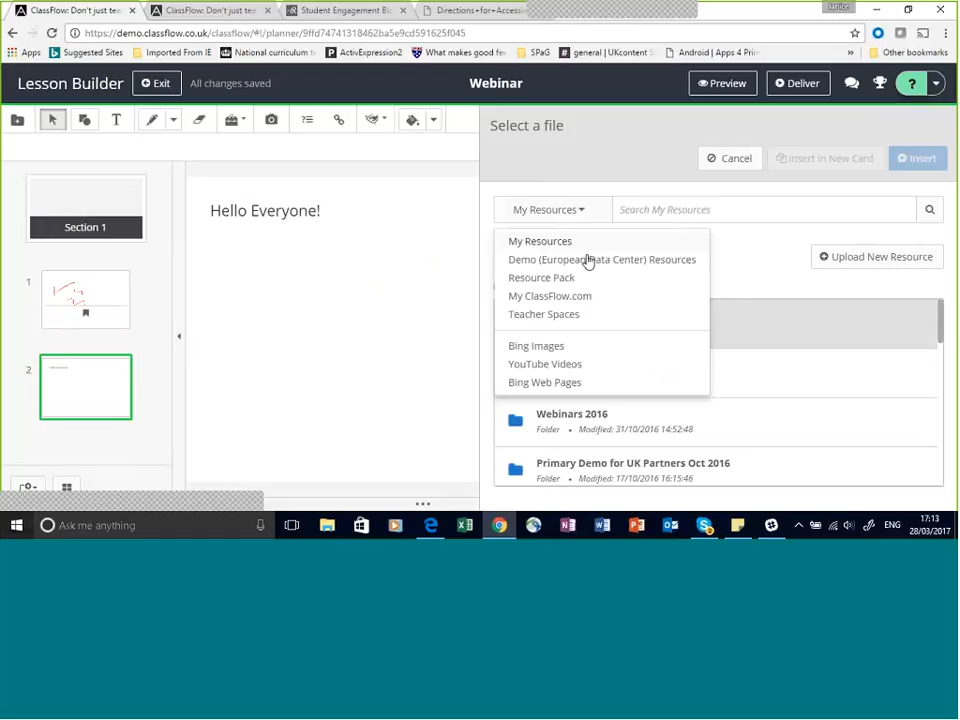 ClassFlow: Don't just tea
ClassFlow: Don't just tea
Student Engagement Bl
Directions+for+Accessi
Janice
https://demo.classflow.co.uk/classflow/#!/planner/9ffd74741318462ba5e9cd591625f045
Apps Suggested Sites Imported From IE National curriculum t ActivExpression2 What makes good fe SPaG general | UKcontent S Android | Apps 4 Prim » Other bookmarks
Lesson Builder Exit All changes saved Webinar Preview Deliver ?
T
Select a file
Cancel Insert in New Card Insert
My Resources Search My Resources
Section 1
Hello Everyone!
My Resources
Demo (European Data Center) Resources
Upload New Resource
Resource Pack
1
My ClassFlow.com
Teacher Spaces
Bing Images
2
YouTube Videos
Bing Web Pages
Webinars 2016
Folder • Modified: 31/10/2016 14:52:48
Primary Demo for UK Partners Oct 2016
Folder • Modified: 17/10/2016 16:15:46
Ask me anything
ENG
17:13
28/03/2017